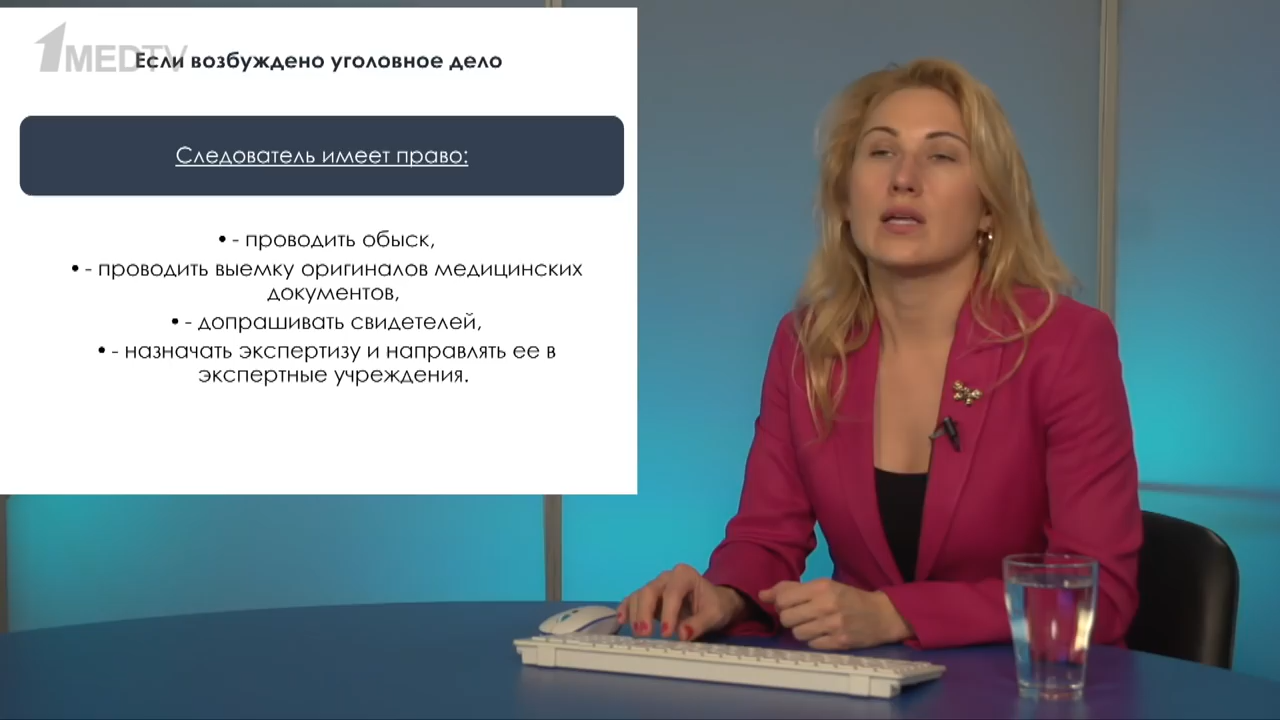 1MEDTV
Если возбуждено уголовное дело
Следователь имеет право:
• - проводить обыск,
• - проводить выемку оригиналов медицинских
документов,
• - допрашивать свидетелей,
• - назначать экспертизу и направлять ее в
экспертные учреждения.